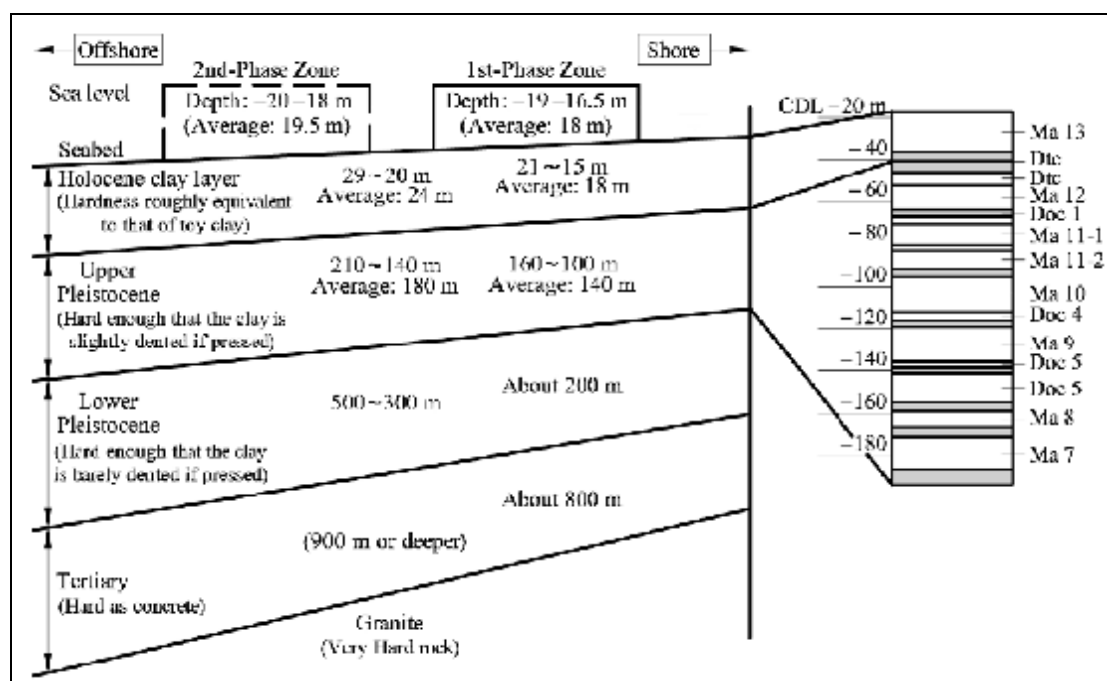 Offshore
Shore
2nd-Phase Zone
1st-Phase Zone
Sea level
Depth: −20−18 m
(Average: 19.5 m)
Depth: −19−16.5 m
(Average: 18 m)
Seabed
Holocene clay layer
(Hardness roughly equivalent
to that of toy clay)
29~20 m
Average: 24 m
21~15 m
Average: 18 m
Upper
Pleistocene
(Hard enough that the clay is
slightly dented if pressed)
210~140 m
Average: 180 m
160~100 m
Average: 140 m
Lower
Pleistocene
(Hard enough that the clay
is barely dented if pressed)
500~300 m
About 200 m
About 800 m
(900 m or deeper)
Tertiary
(Hard as concrete)
Granite
(Very Hard rock)
CDL −20 m
−40
−60
−80
−100
−120
−140
−160
−180
Ma 13
Dtc
Dtc
Ma 12
Doc 1
Ma 11-1
Ma 11-2
Ma 10
Doc 4
Ma 9
Doc 5
Doc 5
Ma 8
Ma 7